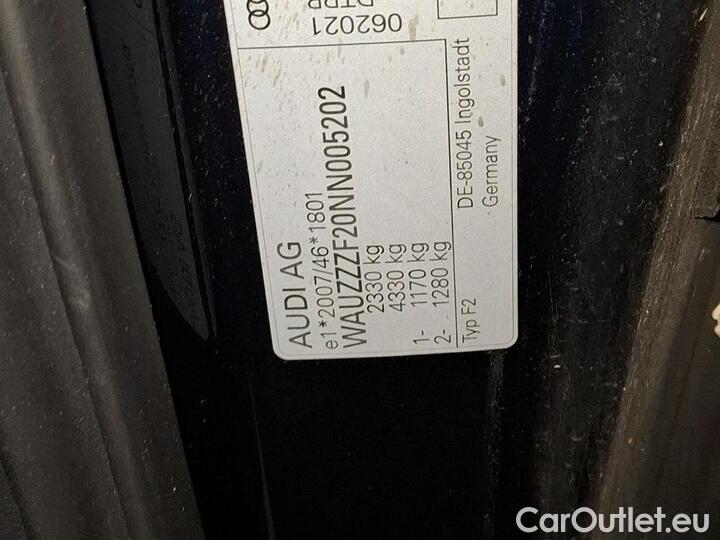 AUDI AG
e1*2007/46*1801
WAUZZZF20NN005202
2330 kg
4330 kg
1- 1170 kg
2- 1280 kg
Typ F2
062021
DE-85045 Ingolstadt
Germany
CarOutlet.eu